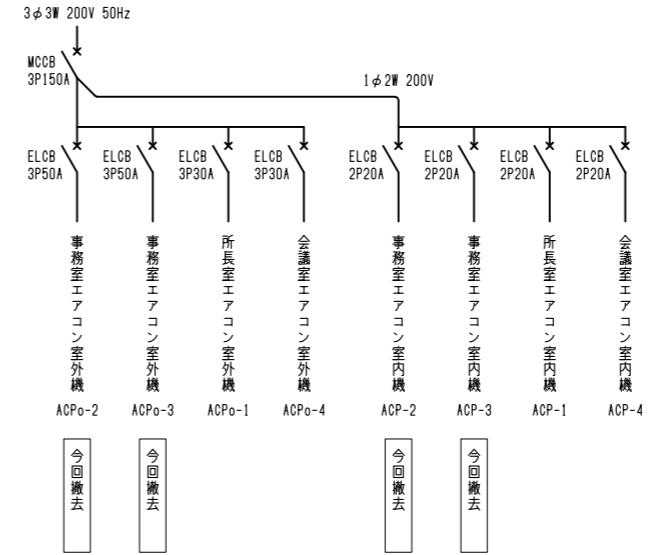 3φ3W 200V 50Hz
MCCB
3P150A
1φ2W 200V
ELCB
3P50A
ELCB
3P50A
ELCB
3P30A
ELCB
3P30A
ELCB
2P20A
ELCB
2P20A
ELCB
2P20A
ELCB
2P20A
事務室エアコン室外機
事務室エアコン室外機
所長室エアコン室外機
会議室エアコン室外機
事務室エアコン室内機
事務室エアコン室内機
所長室エアコン室内機
会議室エアコン室内機
ACPo-2
ACPo-3
ACPo-1
ACPo-4
ACP-2
ACP-3
ACP-1
ACP-4
今回撤去
今回撤去
今回撤去
今回撤去